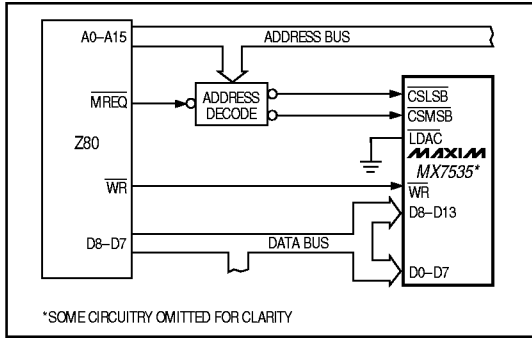 A0–A15
ADDRESS BUS
MREQ
ADDRESS
DECODE
CSLSB
CSMSB
LDAC
Z80
MAXIM
MX7535*
WR
WR
D8–D13
D8–D7
DATA BUS
D0–D7
*SOME CIRCUITRY OMITTED FOR CLARITY